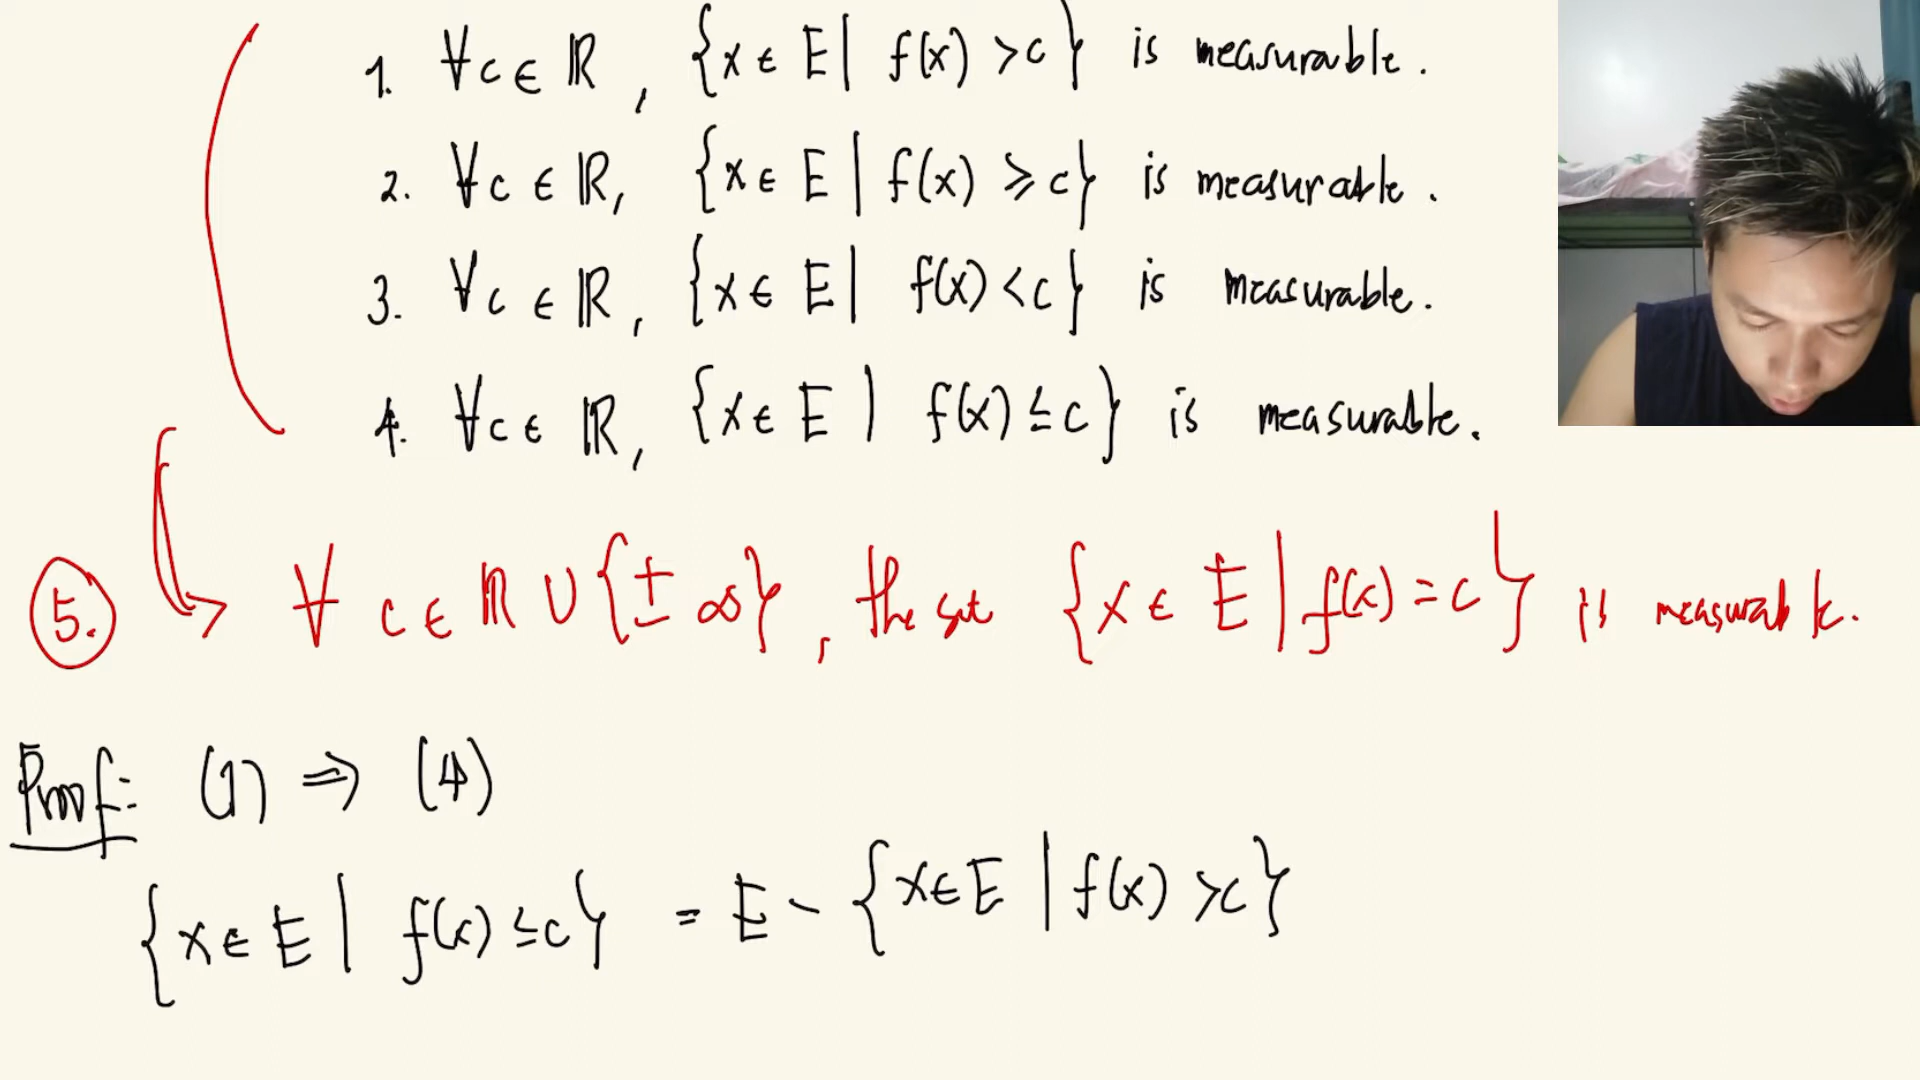 1. ∀c ∈ ℝ, {x ∈ E | f(x) > c} is measurable.
2. ∀c ∈ ℝ, {x ∈ E | f(x) ≥ c} is measurable.
3. ∀c ∈ ℝ, {x ∈ E | f(x) < c} is measurable.
4. ∀c ∈ ℝ, {x ∈ E | f(x) ≤ c} is measurable.
5. ∀ c ∈ ℝ ∪ {± ∞}, the set {x ∈ E | f(x) = c} is measurable.
Proof: (1) ⇒ (4)
{x ∈ E | f(x) ≤ c} = E - {x ∈ E | f(x) > c}